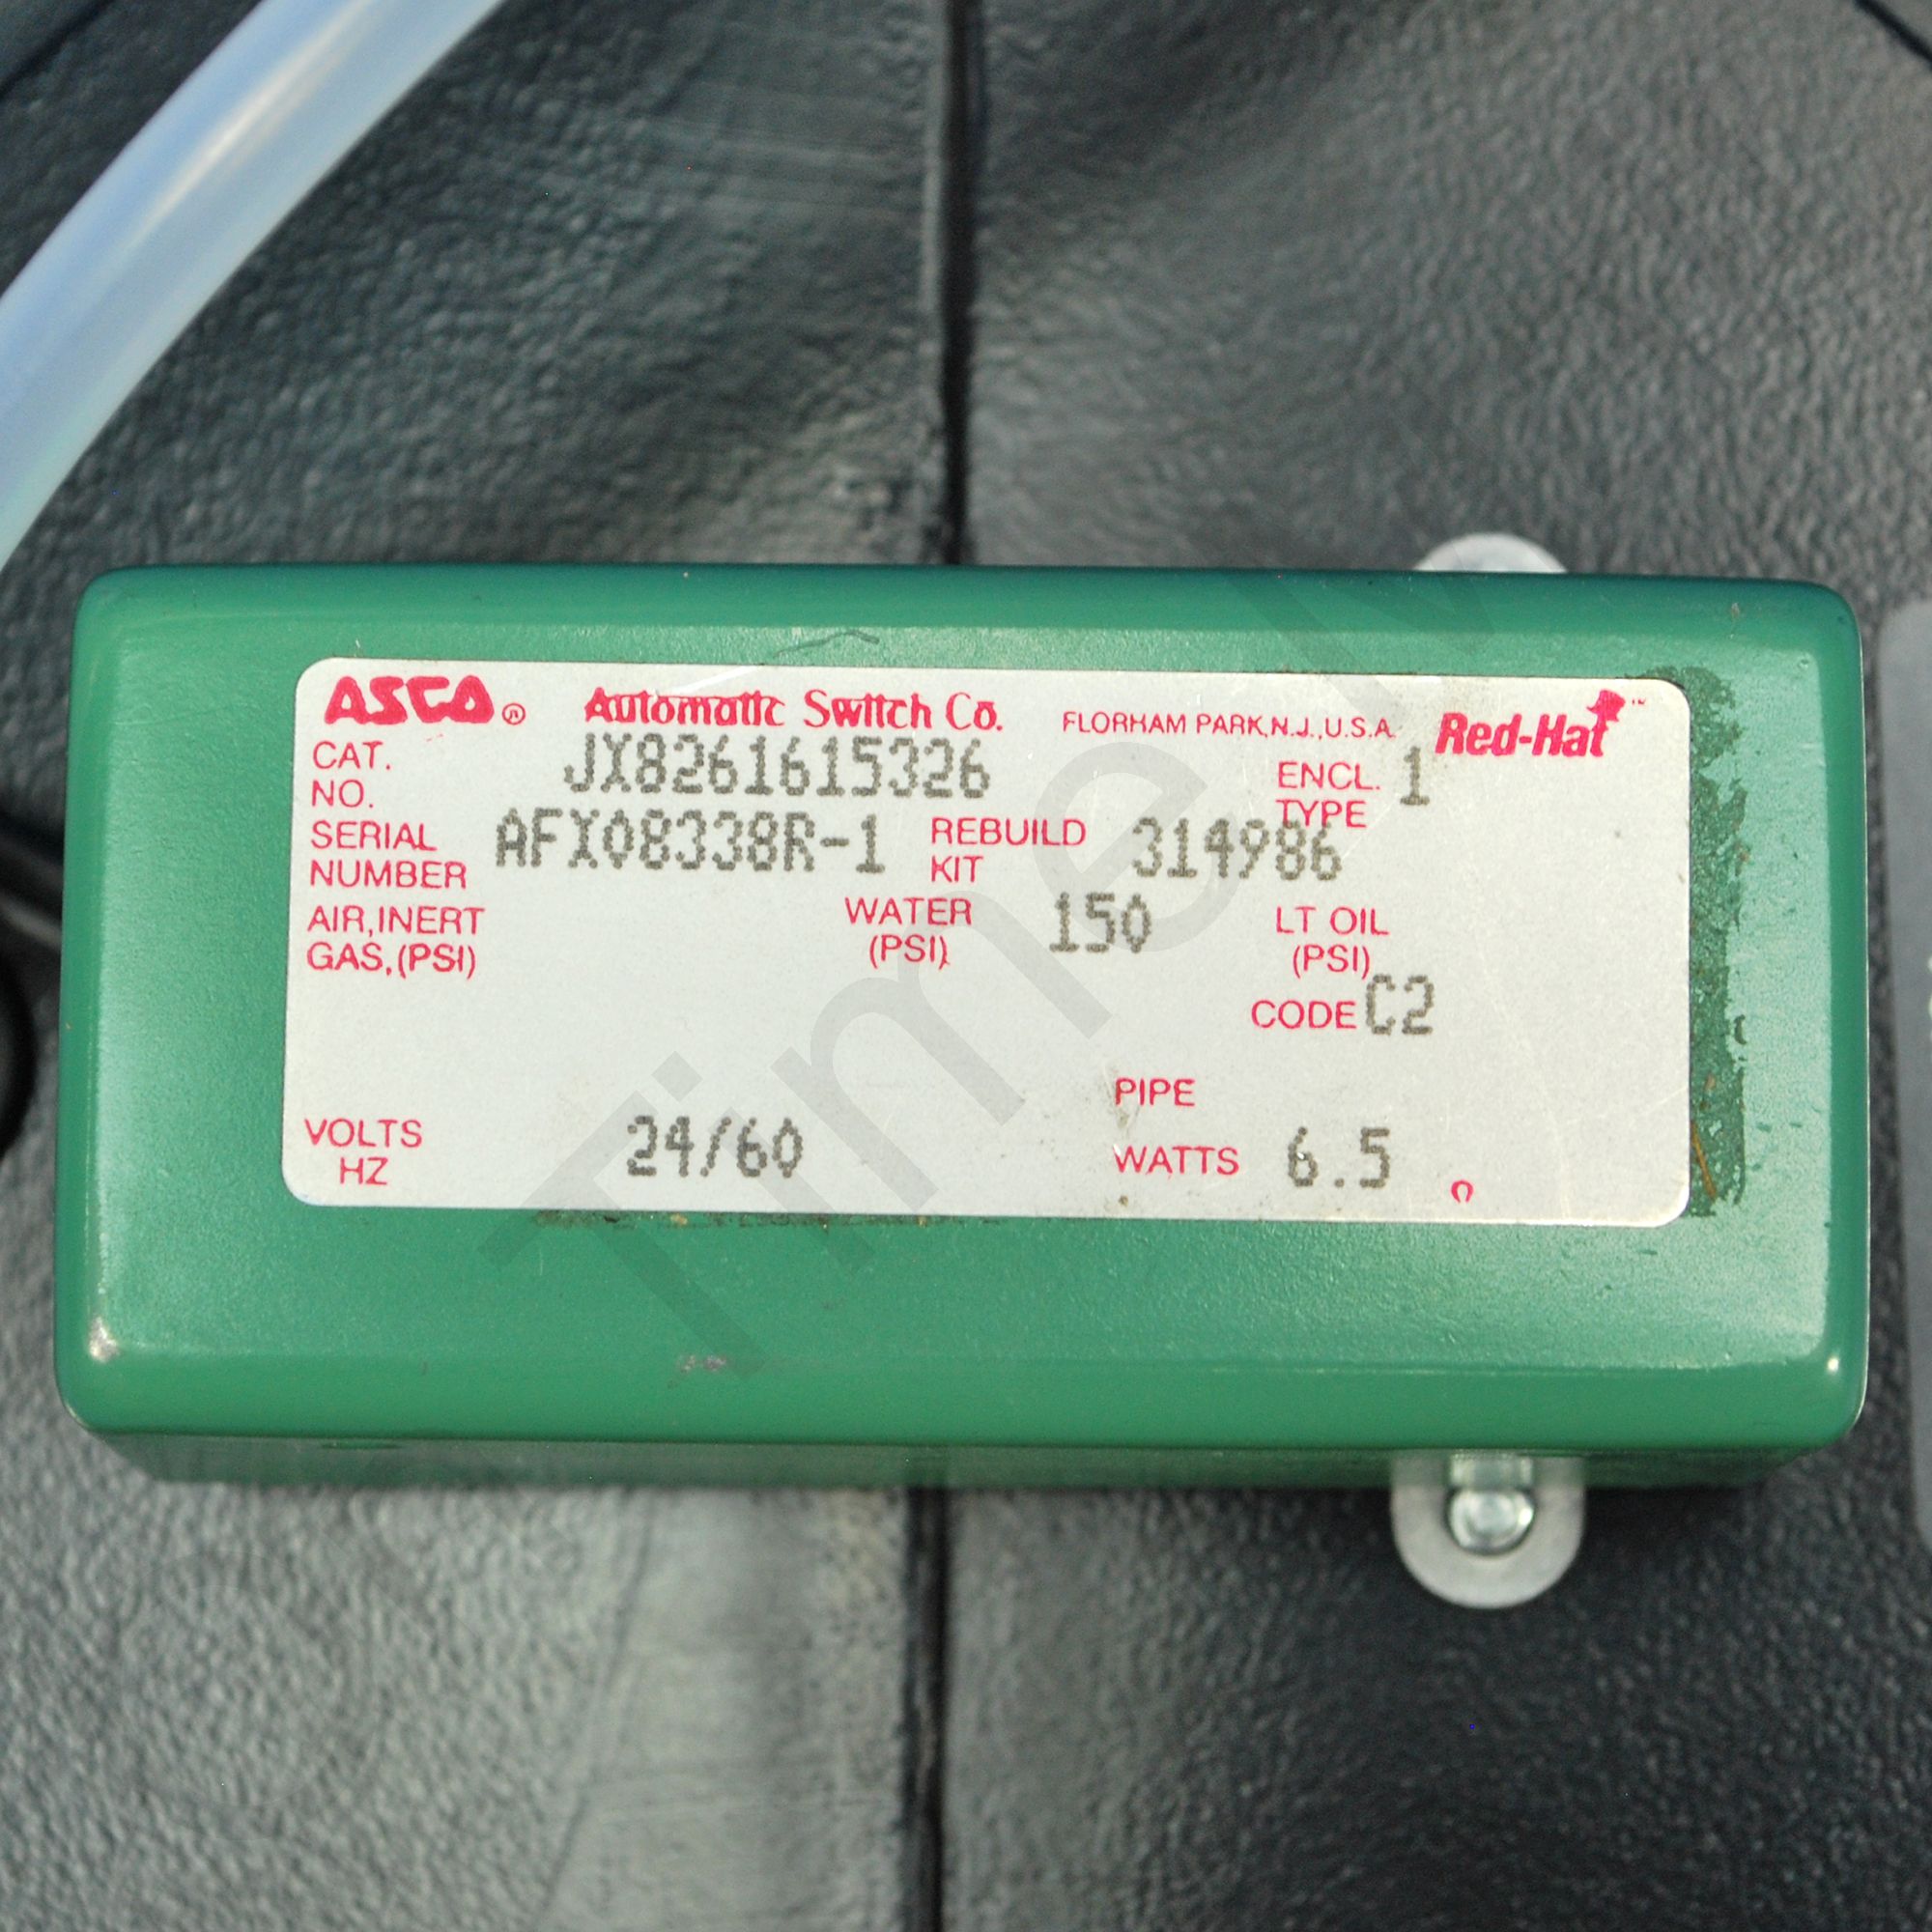 ASCO® Automatic Switch Co. FLORHAM PARK, N.J., U.S.A. Red-Hat™
CAT. NO. JX8261615326 ENCL. TYPE 1
SERIAL NUMBER AFX08338R-1 REBUILD KIT 314986
AIR, INERT GAS, (PSI) WATER (PSI) 150 LT OIL (PSI)
CODE C2
PIPE
VOLTS HZ 24/60 WATTS 6.5